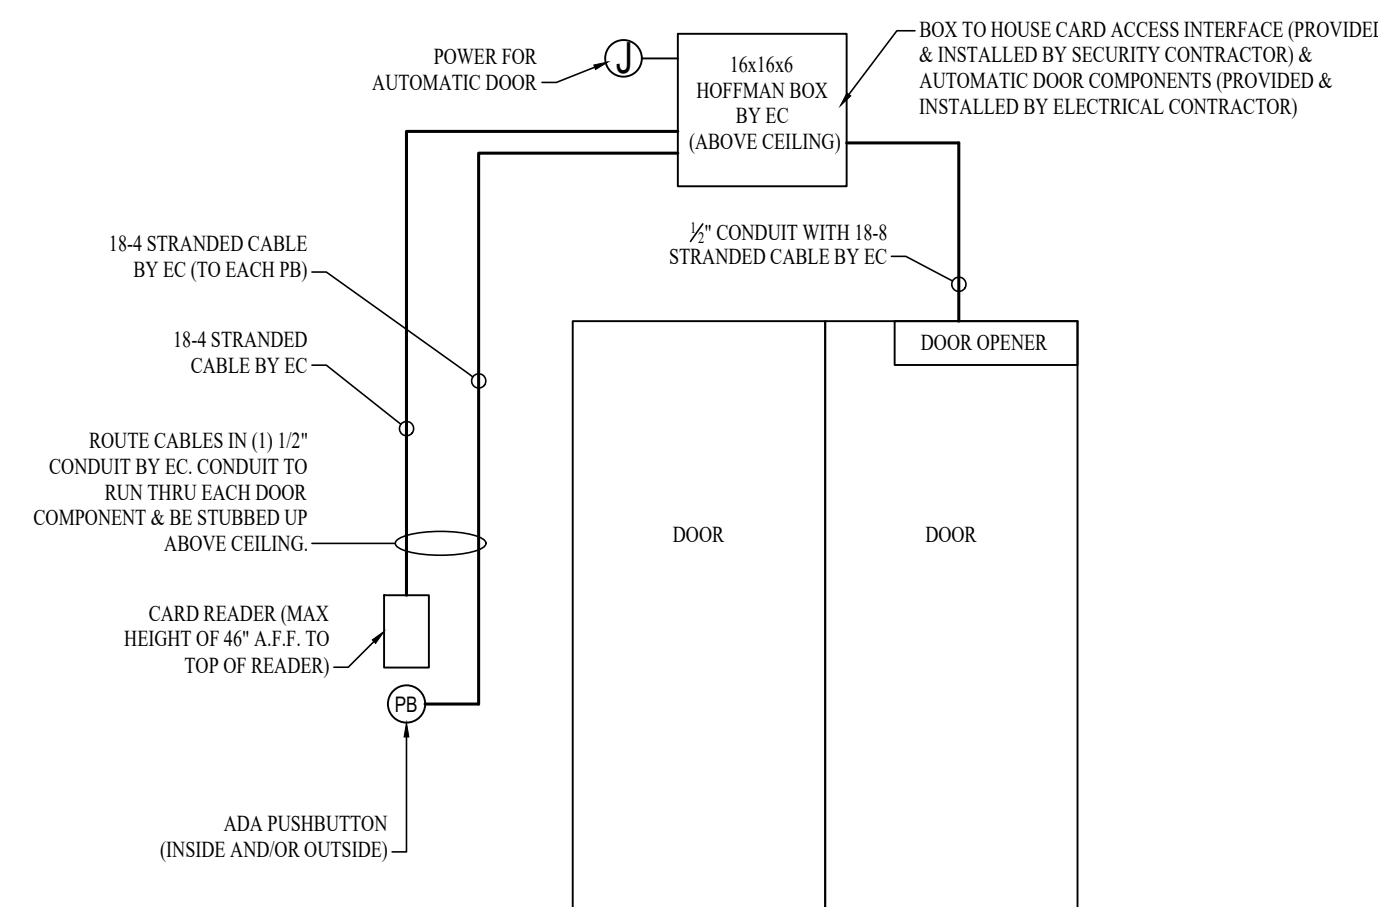 POWER FOR
AUTOMATIC DOOR
J
16x16x6
HOFFMAN BOX
BY EC
(ABOVE CEILING)
BOX TO HOUSE CARD ACCESS INTERFACE (PROVIDED
& INSTALLED BY SECURITY CONTRACTOR) &
AUTOMATIC DOOR COMPONENTS (PROVIDED &
INSTALLED BY ELECTRICAL CONTRACTOR)
18-4 STRANDED CABLE
BY EC (TO EACH PB)
½" CONDUIT WITH 18-8
STRANDED CABLE BY EC
18-4 STRANDED
CABLE BY EC
DOOR OPENER
ROUTE CABLES IN (1) 1/2"
CONDUIT BY EC. CONDUIT TO
RUN THRU EACH DOOR
COMPONENT & BE STUBBED UP
ABOVE CEILING.
DOOR
DOOR
CARD READER (MAX
HEIGHT OF 46" A.F.F. TO
TOP OF READER)
PB
ADA PUSHBUTTON
(INSIDE AND/OR OUTSIDE)